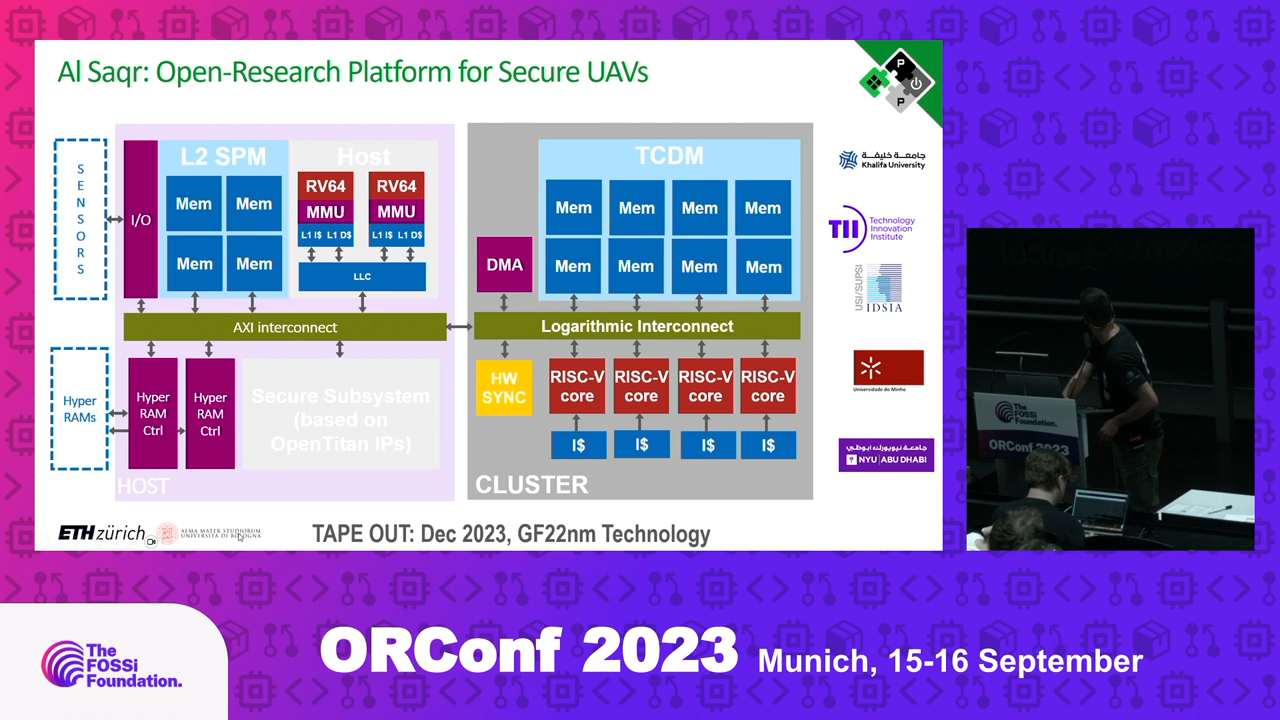 Al Saqr: Open-Research Platform for Secure UAVs
P
P
SENSORS
I/O
L2 SPM
Mem
Mem
Mem
Mem
Host
RV64
RV64
MMU
MMU
L1 I$ L1 D$
L1 I$ L1 D$
LLC
AXI interconnect
Hyper
RAMs
Hyper
RAM
Ctrl
Hyper
RAM
Ctrl
Secure Subsystem
(based on
OpenTitan IPs)
HOST
TCDM
Mem
Mem
Mem
Mem
Mem
Mem
Mem
Mem
DMA
Logarithmic Interconnect
HW
SYNC
RISC-V
core
RISC-V
core
RISC-V
core
RISC-V
core
I$
I$
I$
I$
CLUSTER
جامعة خليفة
Khalifa University
TII
Technology
Innovation
Institute
USI/SUPSI
IDSIA
Universidade do Minho
جامعة نيويورك أبوظبي
NYU ABU DHABI
ETH zürich
ALMA MATER STUDIORUM
UNIVERSITÀ DI BOLOGNA
TAPE OUT: Dec 2023, GF22nm Technology
The
FOSSi
Foundation.
ORConf 2023
The
FOSSi
Foundation.
ORConf 2023
Munich, 15-16 September